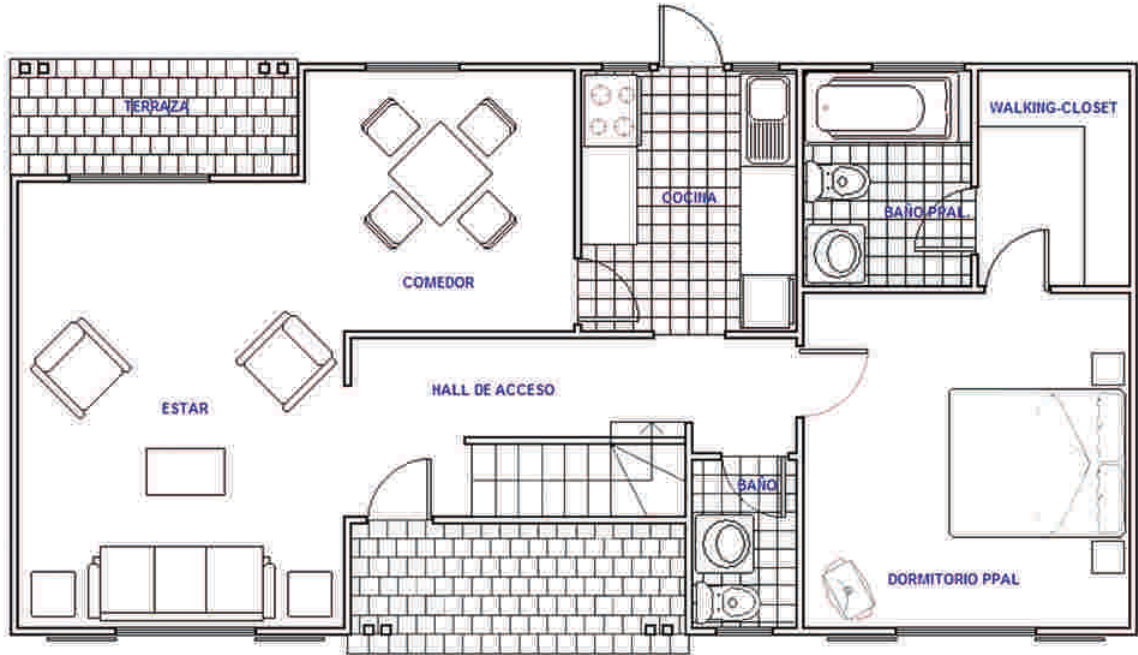 TERRAZA
WALKING-CLOSET
COCINA
BAÑO PPAL.
COMEDOR
HALL DE ACCESO
ESTAR
BAÑO
DORMITORIO PPAL